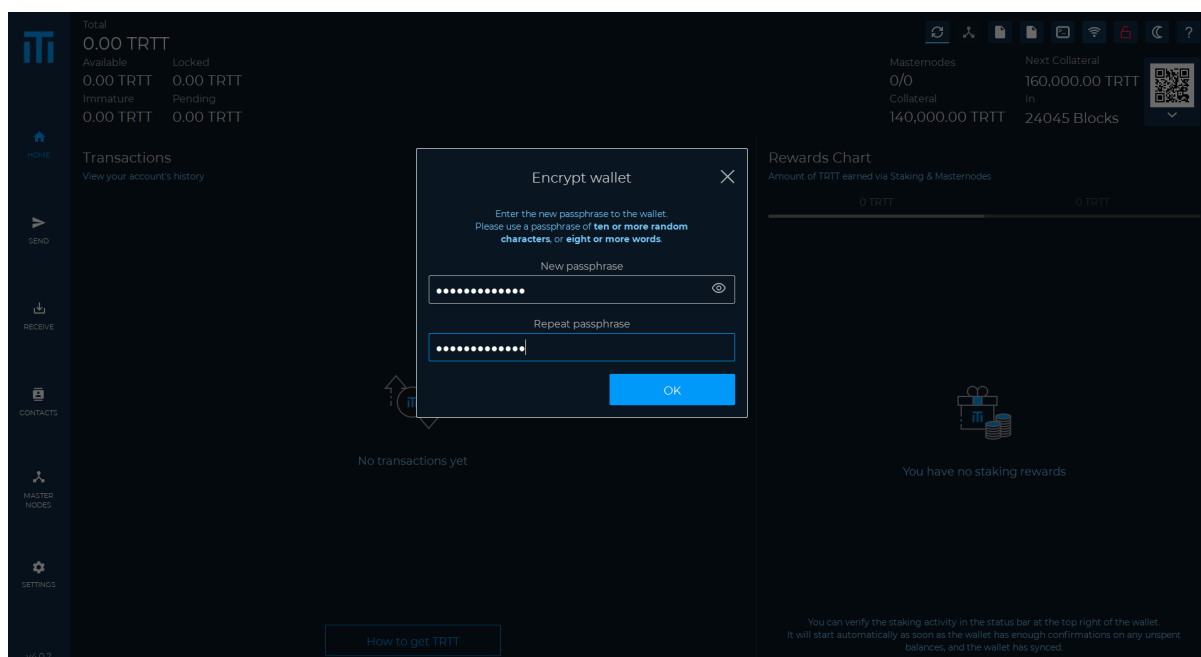 Total
0.00 TRTT
Available Locked
0.00 TRTT 0.00 TRTT
Immature Pending
0.00 TRTT 0.00 TRTT
Masternodes Next Collateral
0/0 160,000.00 TRTT
Collateral In
140,000.00 TRTT 24045 Blocks
?
HOME
SEND
RECEIVE
CONTACTS
MASTER
NODES
SETTINGS
Transactions
View your account's history
No transactions yet
How to get TRTT
Encrypt wallet
Enter the new passphrase to the wallet.
Please use a passphrase of ten or more random
characters, or eight or more words.
New passphrase
Repeat passphrase
OK
Rewards Chart
Amount of TRTT earned via Staking & Masternodes
0 TRTT 0 TRTT
You have no staking rewards
You can verify the staking activity in the status bar at the top right of the wallet.
It will start automatically as soon as the wallet has enough confirmations on any unspent
balances, and the wallet has synced.